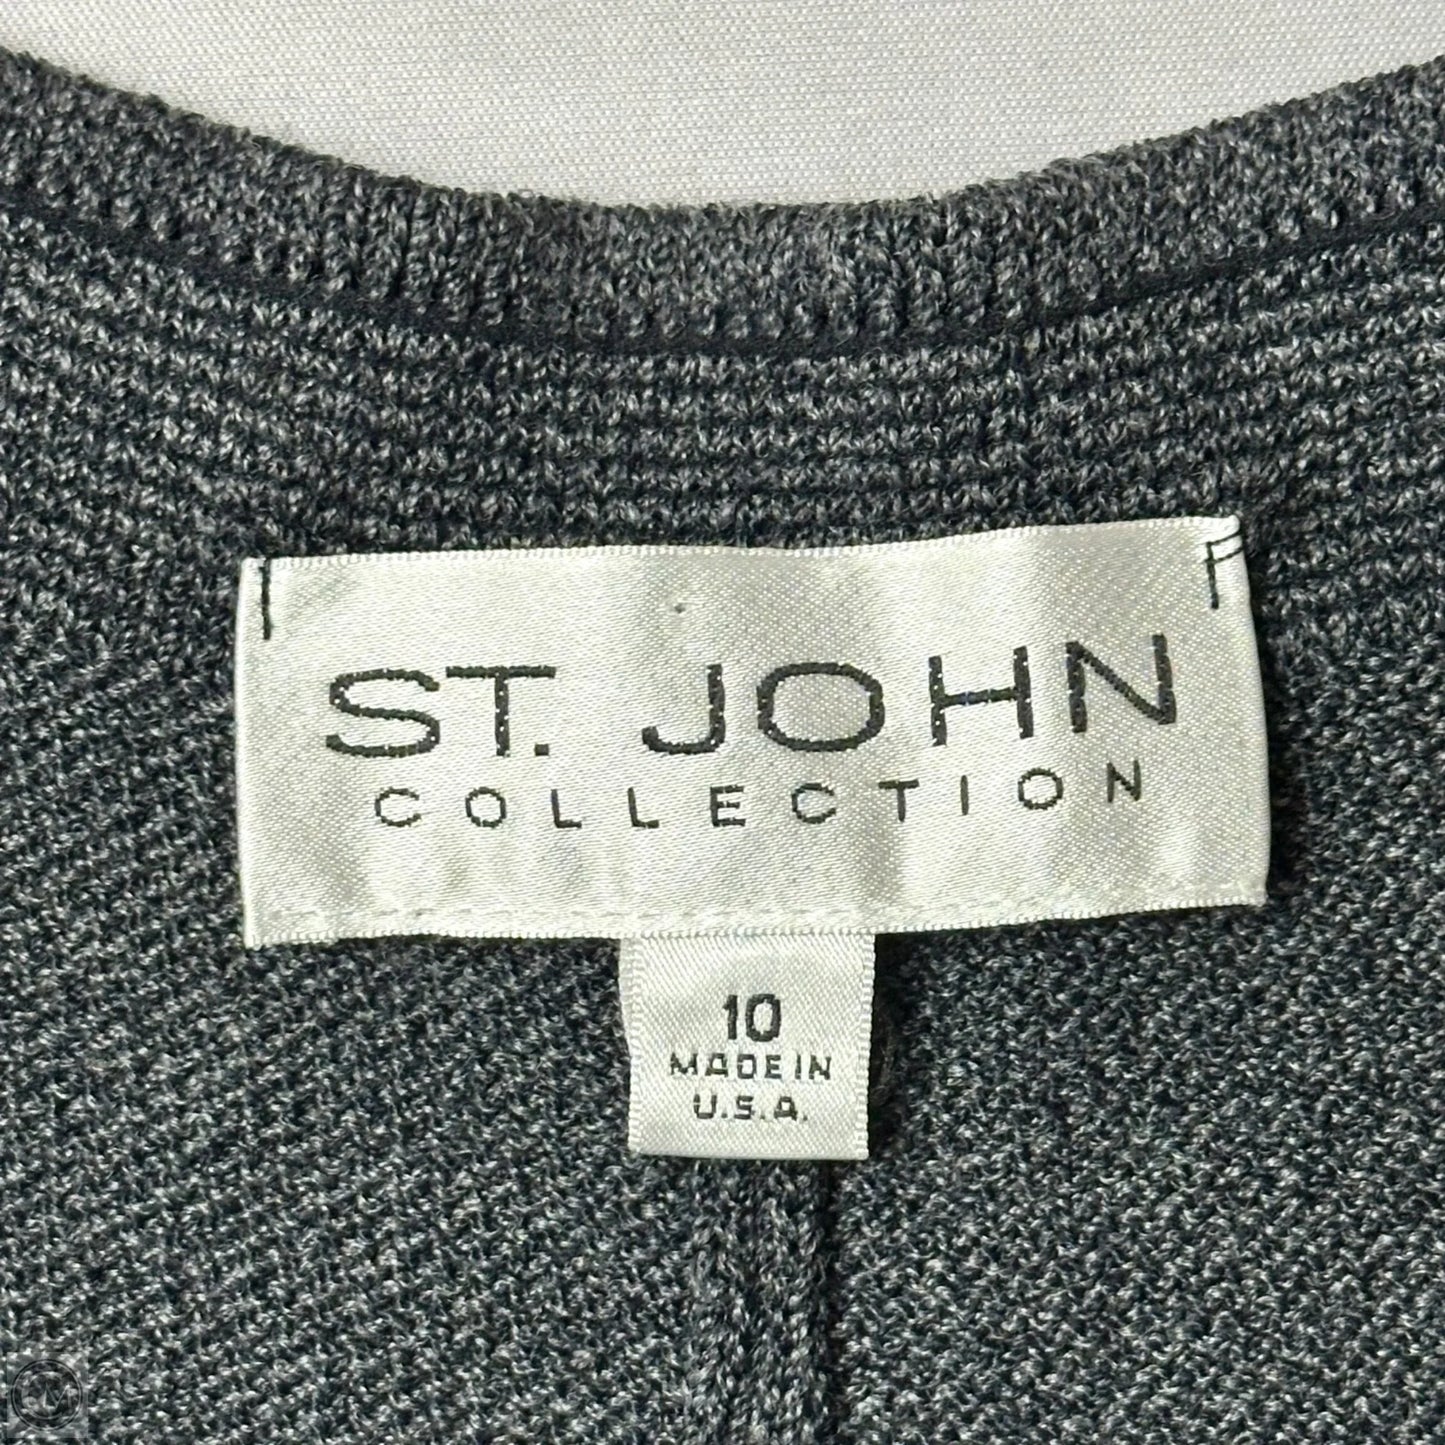 ST. JOHN
COLLECTION
10
MADE IN
U.S.A.